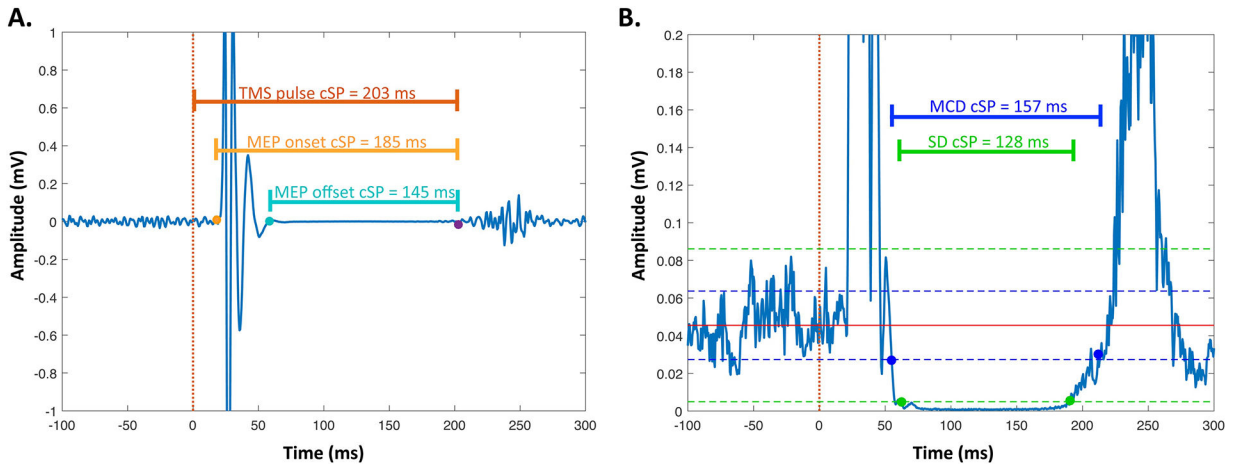 A.
1
0.8
0.6
0.4
0.2
0
-0.2
-0.4
-0.6
-0.8
-1
Amplitude (mV)
TMS pulse cSP = 203 ms
MEP onset cSP = 185 ms
MEP offset cSP = 145 ms
-100 -50 0 50 100 150 200 250 300
Time (ms)
B.
0.2
0.18
0.16
0.14
0.12
0.1
0.08
0.06
0.04
0.02
0
Amplitude (mV)
MCD cSP = 157 ms
SD cSP = 128 ms
-100 -50 0 50 100 150 200 250 300
Time (ms)